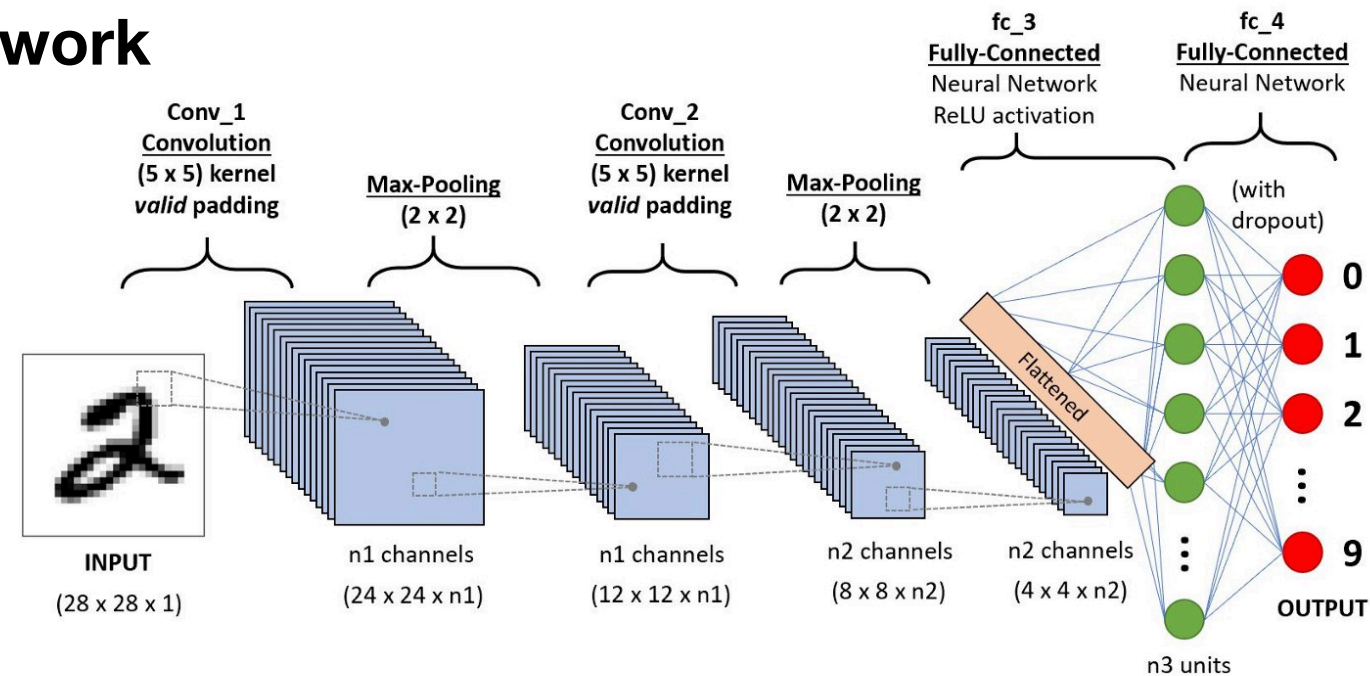 work
Conv_1
Convolution
(5 x 5) kernel
valid padding
Max-Pooling
(2 x 2)
Conv_2
Convolution
(5 x 5) kernel
valid padding
Max-Pooling
(2 x 2)
fc_3
Fully-Connected
Neural Network
ReLU activation
fc_4
Fully-Connected
Neural Network
(with
dropout)
Flattened
0
1
2
9
OUTPUT
2
INPUT
(28 x 28 x 1)
n1 channels
(24 x 24 x n1)
n1 channels
(12 x 12 x n1)
n2 channels
(8 x 8 x n2)
n2 channels
(4 x 4 x n2)
n3 units